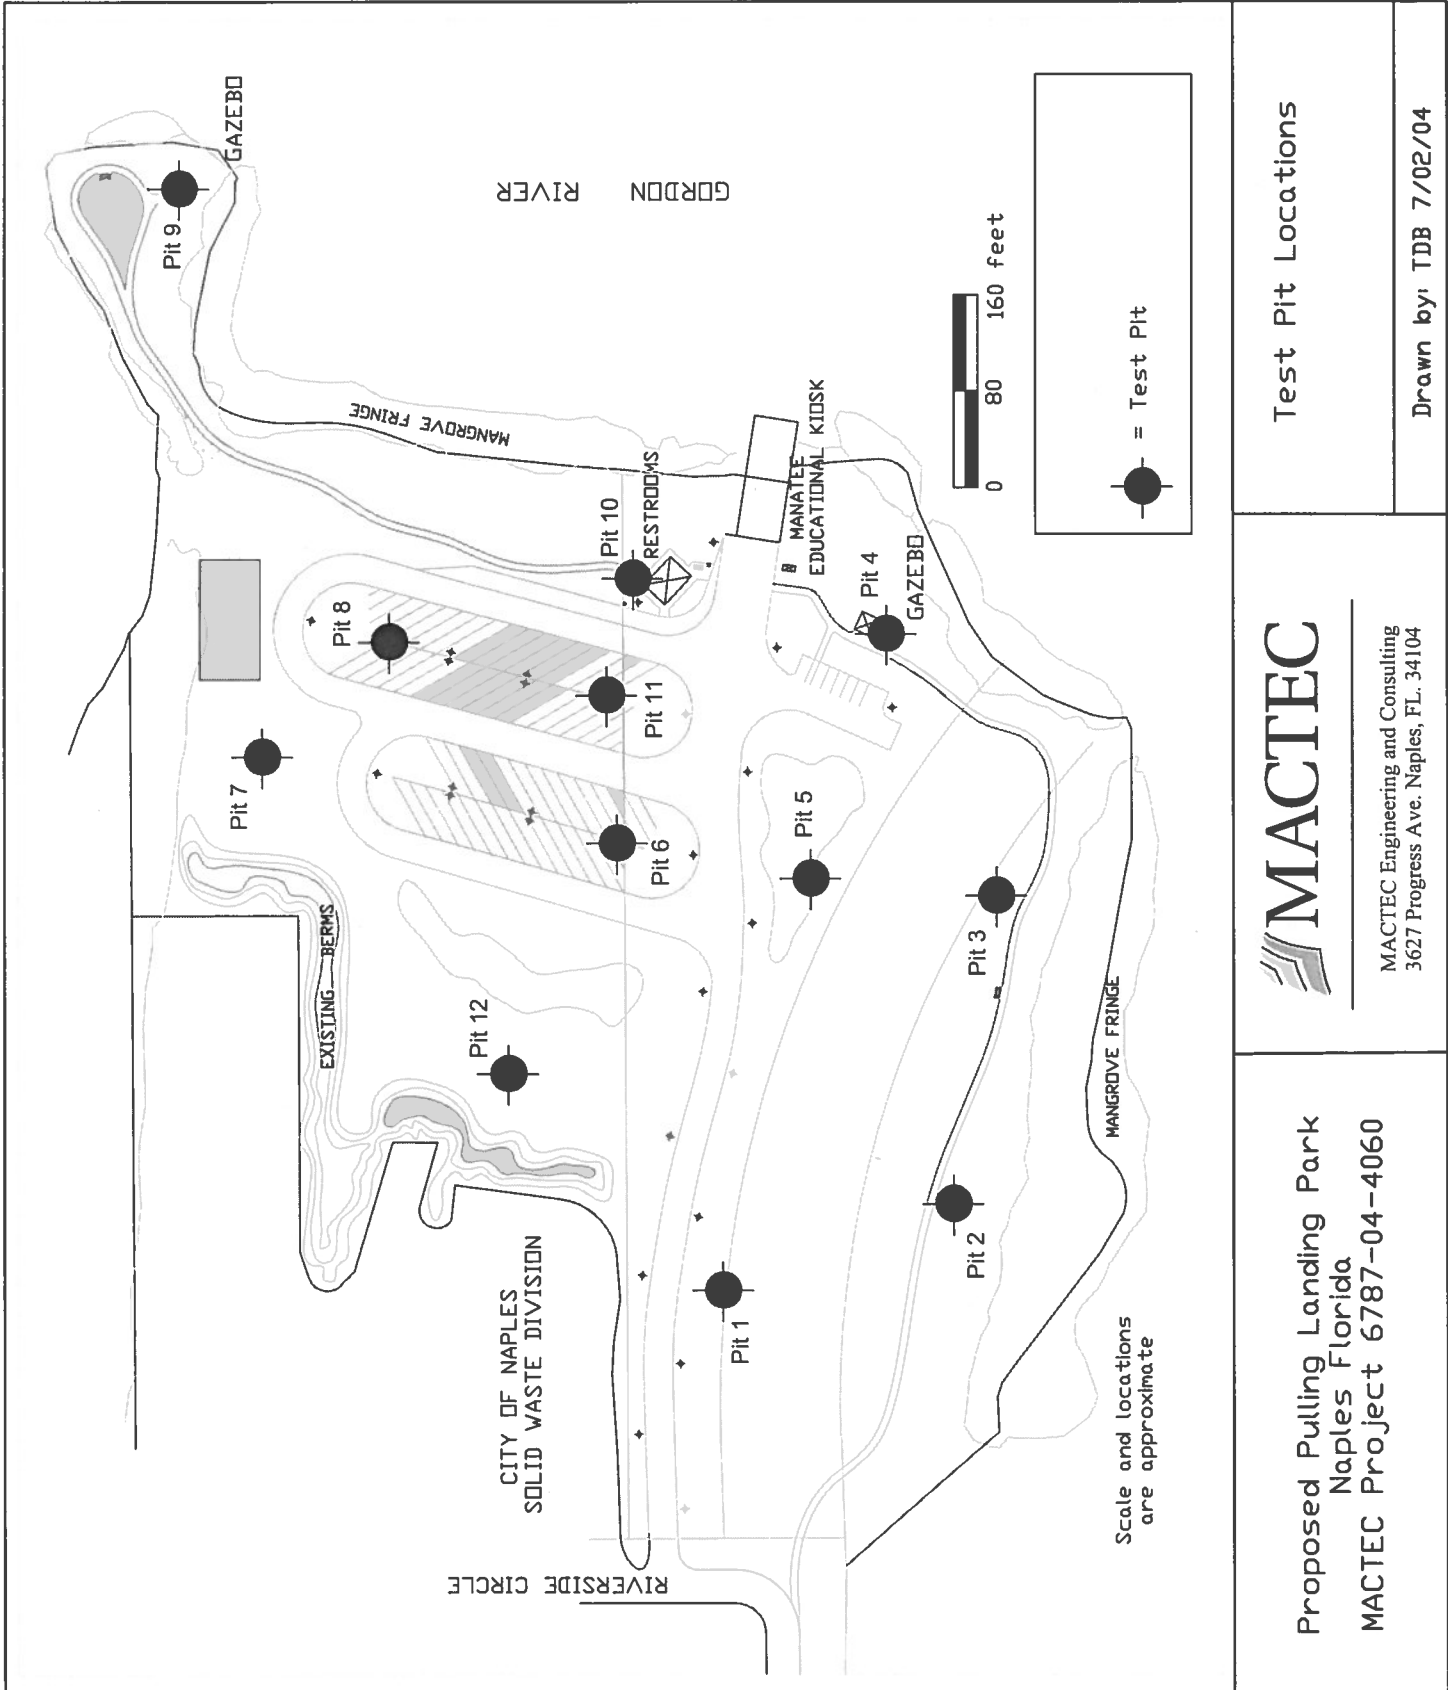 GAZEBO
Pit 9
GORDON RIVER
MANGROVE FRINGE
0 80 160 feet
= Test Pit
RESTROOMS
Pit 10
MANATEE
EDUCATIONAL KIOSK
Pit 4
GAZEBO
Pit 8
Pit 11
Pit 7
Pit 6
Pit 5
Pit 3
EXISTING BERMS
Pit 12
MANGROVE FRINGE
Pit 2
Pit 1
CITY OF NAPLES
SOLID WASTE DIVISION
RIVERSIDE CIRCLE
Scale and locations
are approximate
Proposed Pulling Landing Park
Naples Florida
MACTEC Project 6787-04-4060
MACTEC
MACTEC Engineering and Consulting
3627 Progress Ave. Naples, FL. 34104
Test Pit Locations
Drawn by: TDB 7/02/04